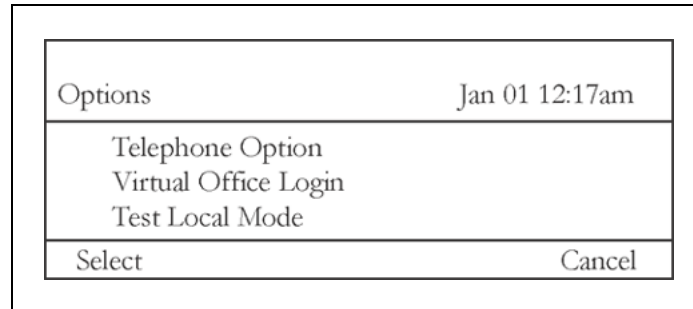 Options Jan 01 12:17am
Telephone Option
Virtual Office Login
Test Local Mode
Select Cancel